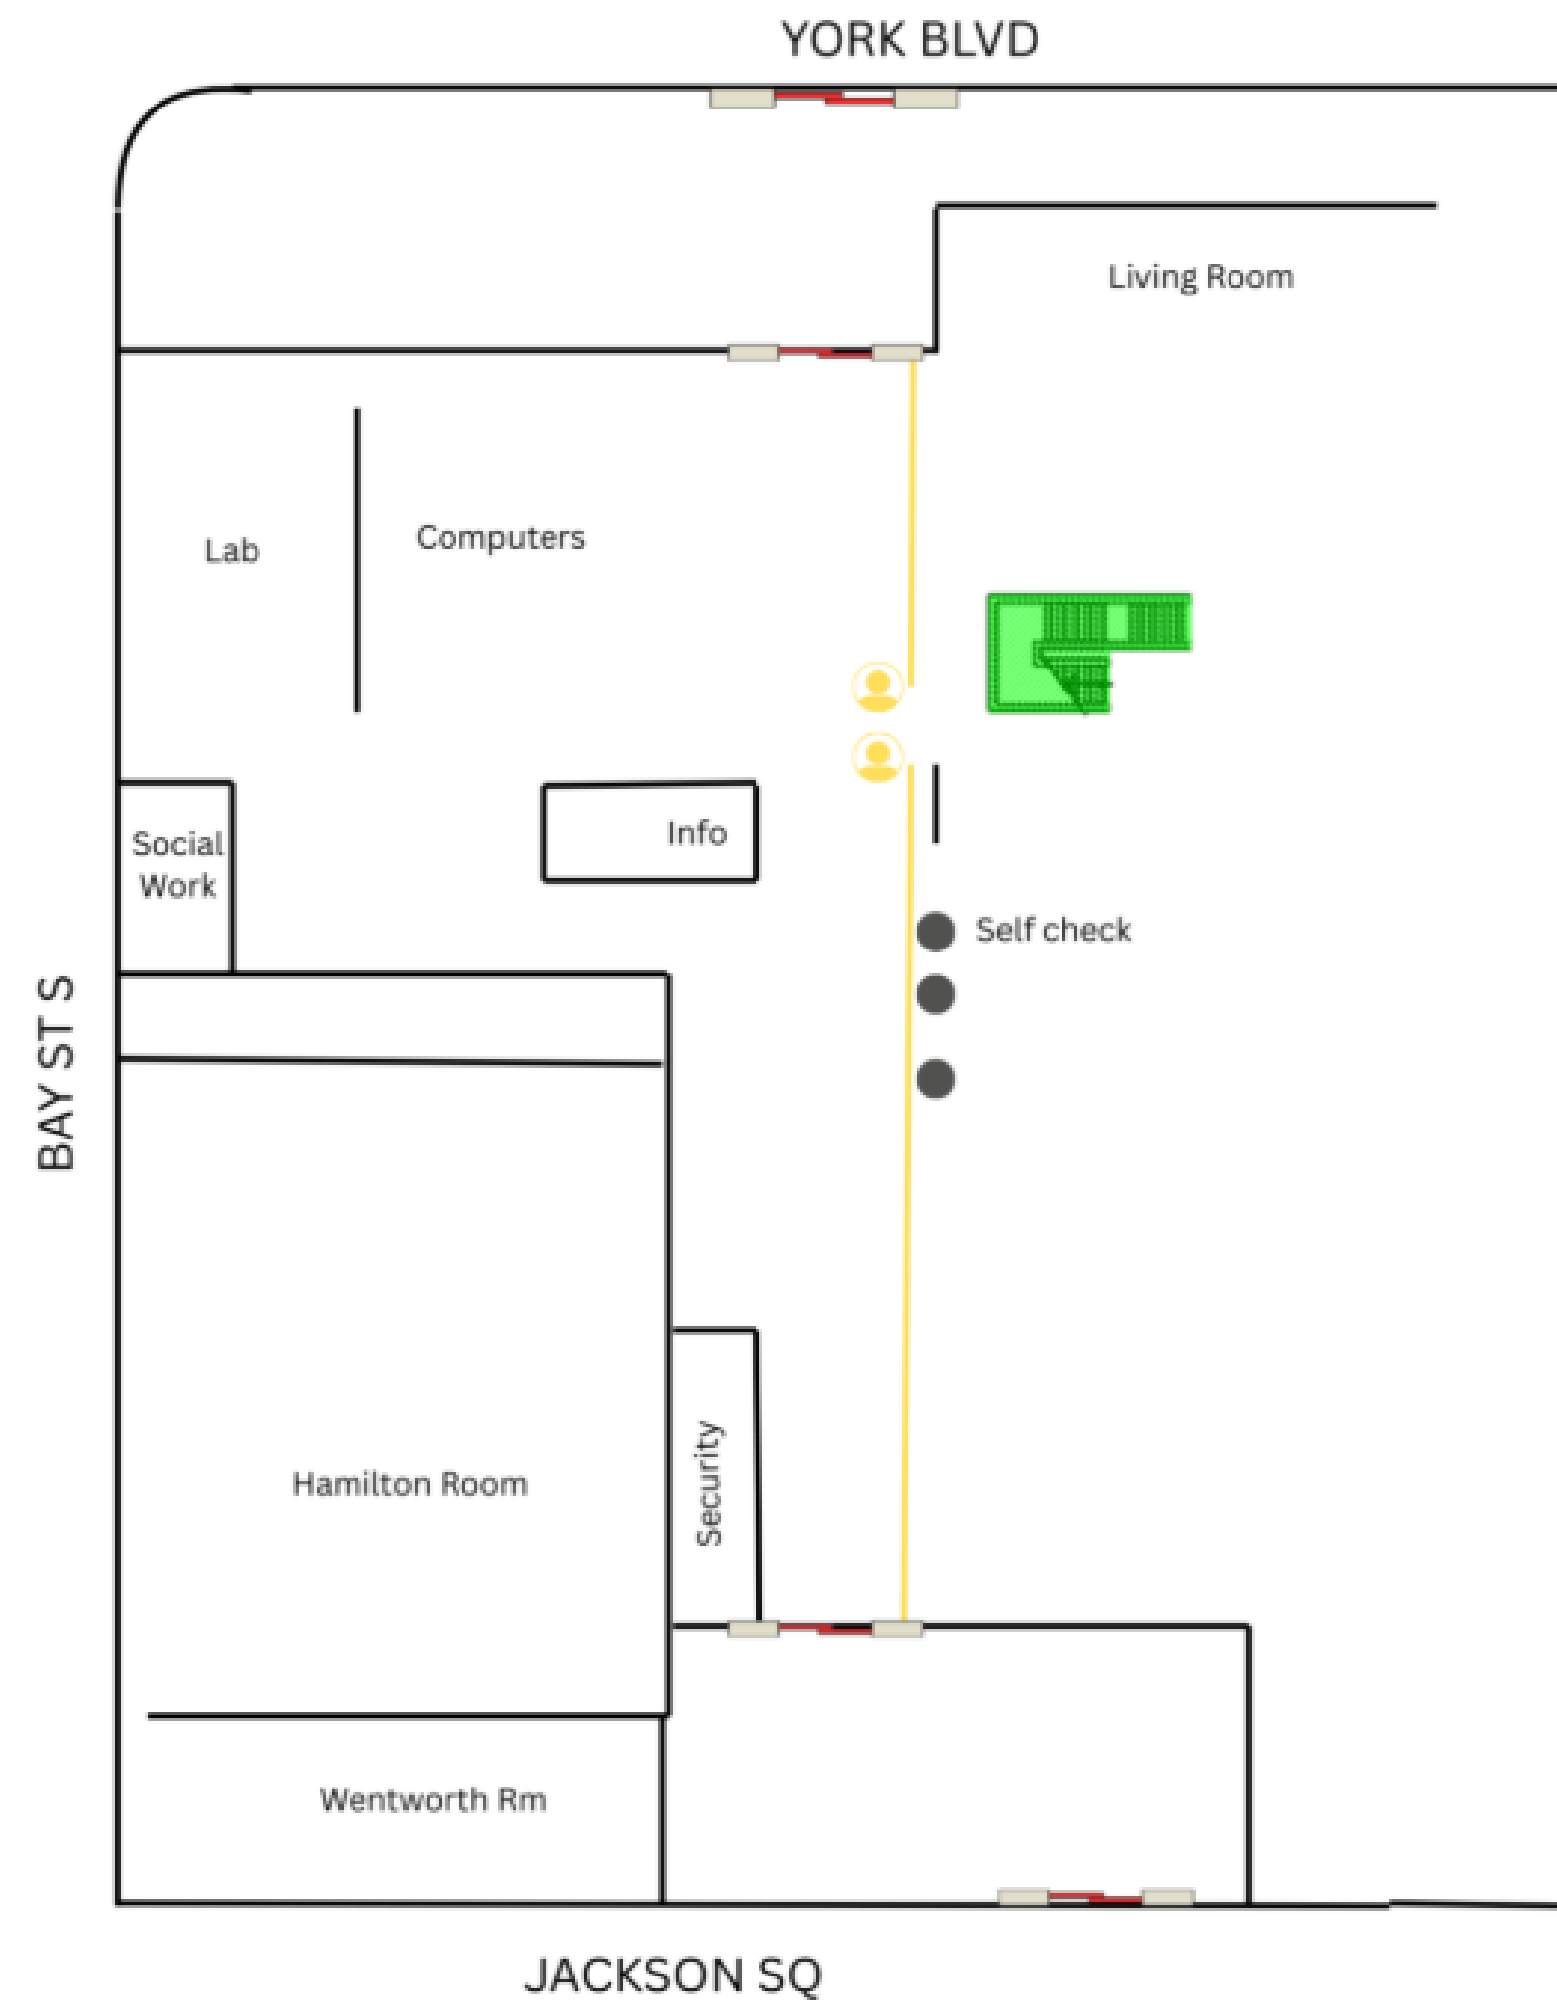 YORK BLVD
Living Room
Lab
Computers
Social
Work
Info
Self check
BAY ST S
Security
Hamilton Room
Wentworth Rm
JACKSON SQ